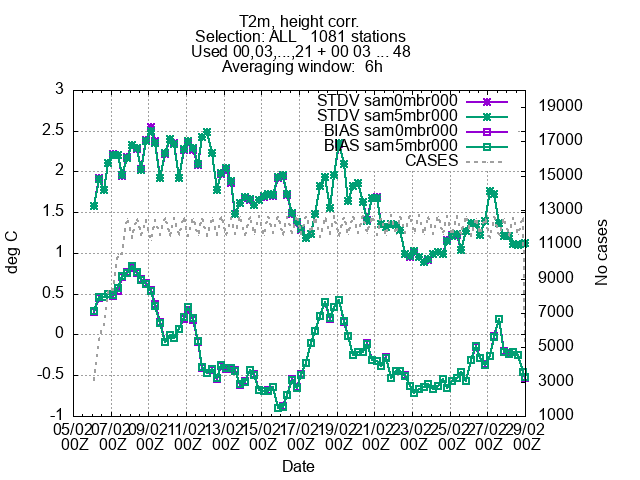 T2m, height corr.
Selection: ALL   1081 stations
Used 00,03,...,21 + 00 03 ... 48
Averaging window:  6h
STDV sam0mbr000
STDV sam5mbr000
BIAS sam0mbr000
BIAS sam5mbr000
CASES
deg C
3
2.5
2
1.5
1
0.5
0
-0.5
-1
No cases
19000
17000
15000
13000
11000
9000
7000
5000
3000
1000
05/02 07/02 09/02 11/02 13/02 15/02 17/02 19/02 21/02 23/02 25/02 27/02 29/02
00Z 00Z 00Z 00Z 00Z 00Z 00Z 00Z 00Z 00Z 00Z 00Z 00Z
Date